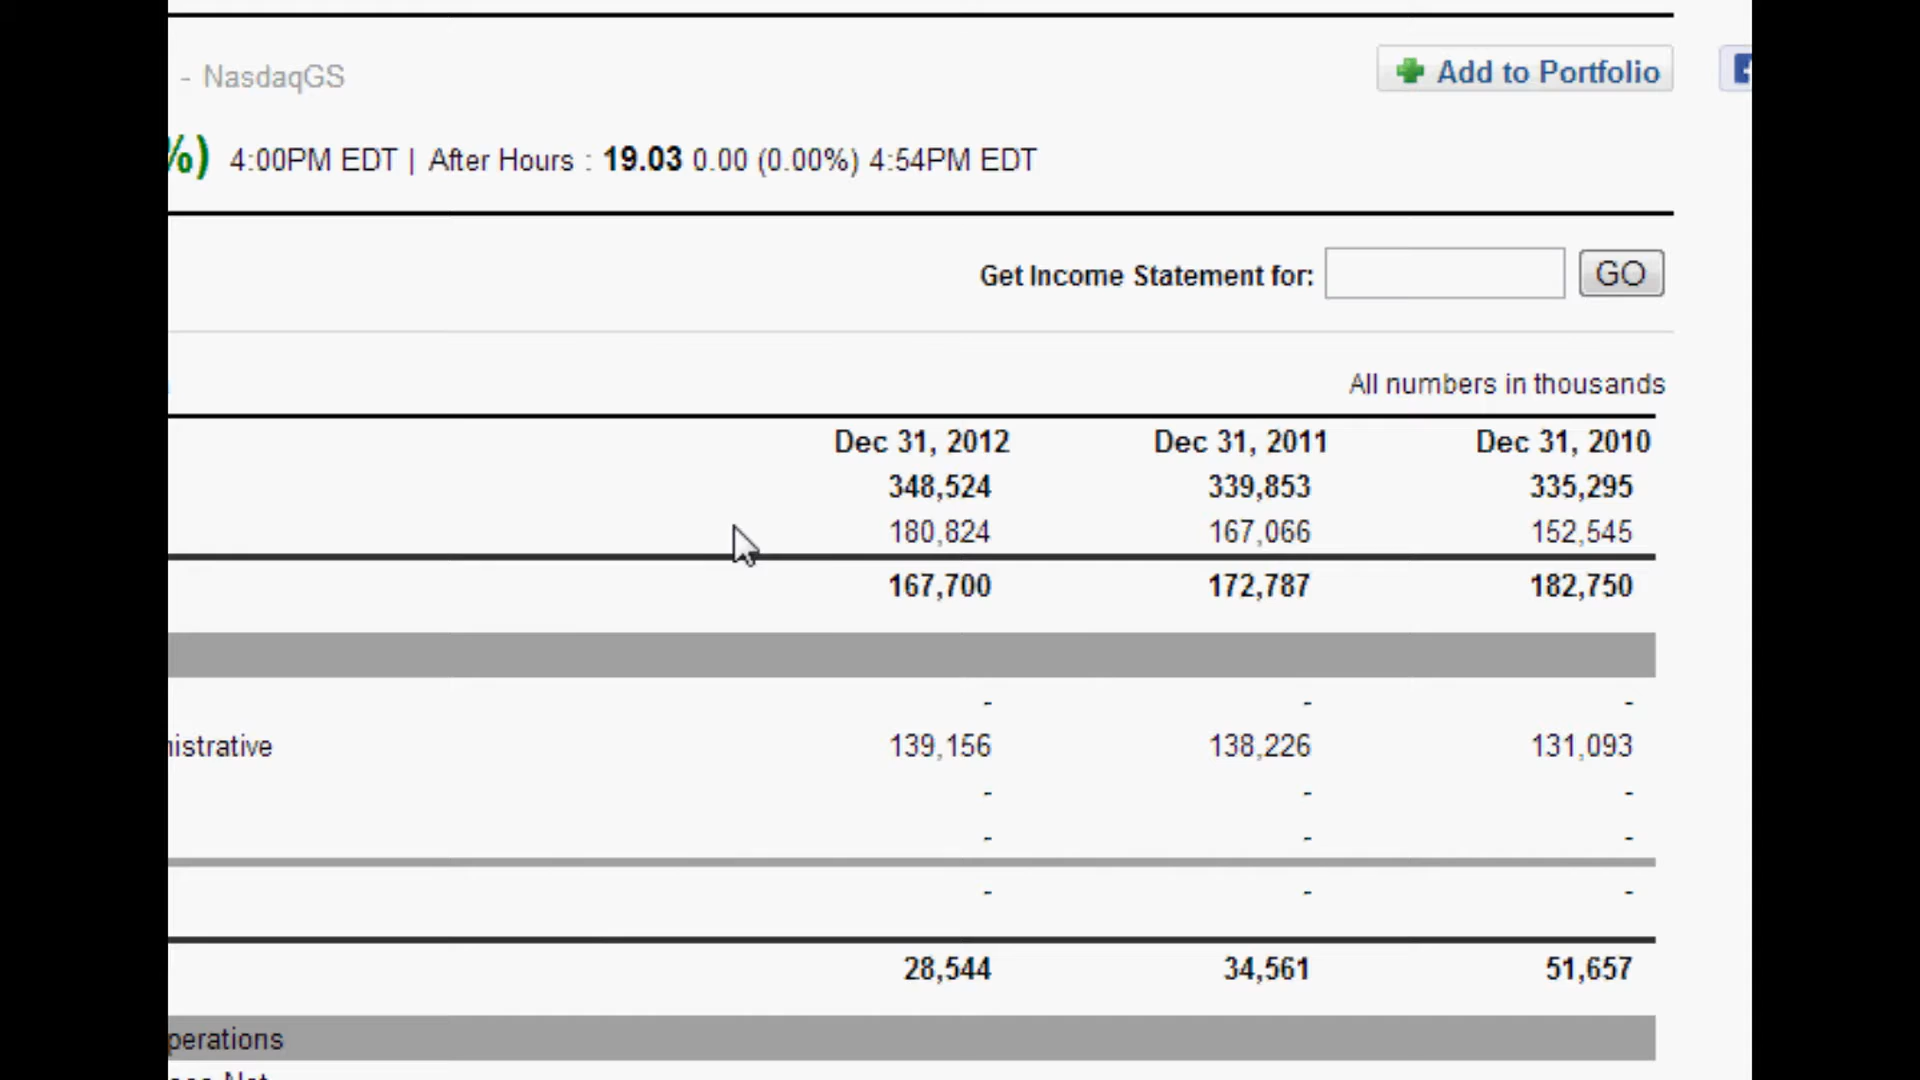 - NasdaqGS
Add to Portfolio
%) 4:00PM EDT | After Hours : 19.03 0.00 (0.00%) 4:54PM EDT
Get Income Statement for: GO
All numbers in thousands
Dec 31, 2012 Dec 31, 2011 Dec 31, 2010
348,524 339,853 335,295
180,824 167,066 152,545
167,700 172,787 182,750
- - -
nistrative 139,156 138,226 131,093
- - -
- - -
- - -
28,544 34,561 51,657
perations
Net